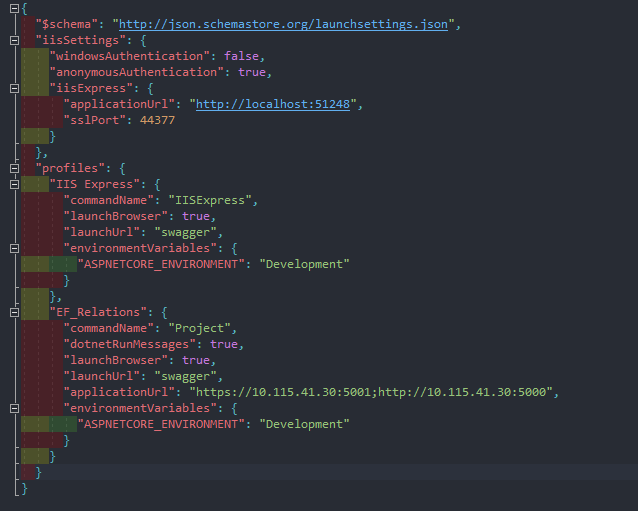 {
"$schema": "http://json.schemastore.org/launchsettings.json",
"iisSettings": {
"windowsAuthentication": false,
"anonymousAuthentication": true,
"iisExpress": {
"applicationUrl": "http://localhost:51248",
"sslPort": 44377
}
},
"profiles": {
"IIS Express": {
"commandName": "IISExpress",
"launchBrowser": true,
"launchUrl": "swagger",
"environmentVariables": {
"ASPNETCORE_ENVIRONMENT": "Development"
}
},
"EF_Relations": {
"commandName": "Project",
"dotnetRunMessages": true,
"launchBrowser": true,
"launchUrl": "swagger",
"applicationUrl": "https://10.115.41.30:5001;http://10.115.41.30:5000",
"environmentVariables": {
"ASPNETCORE_ENVIRONMENT": "Development"
}
}
}
}